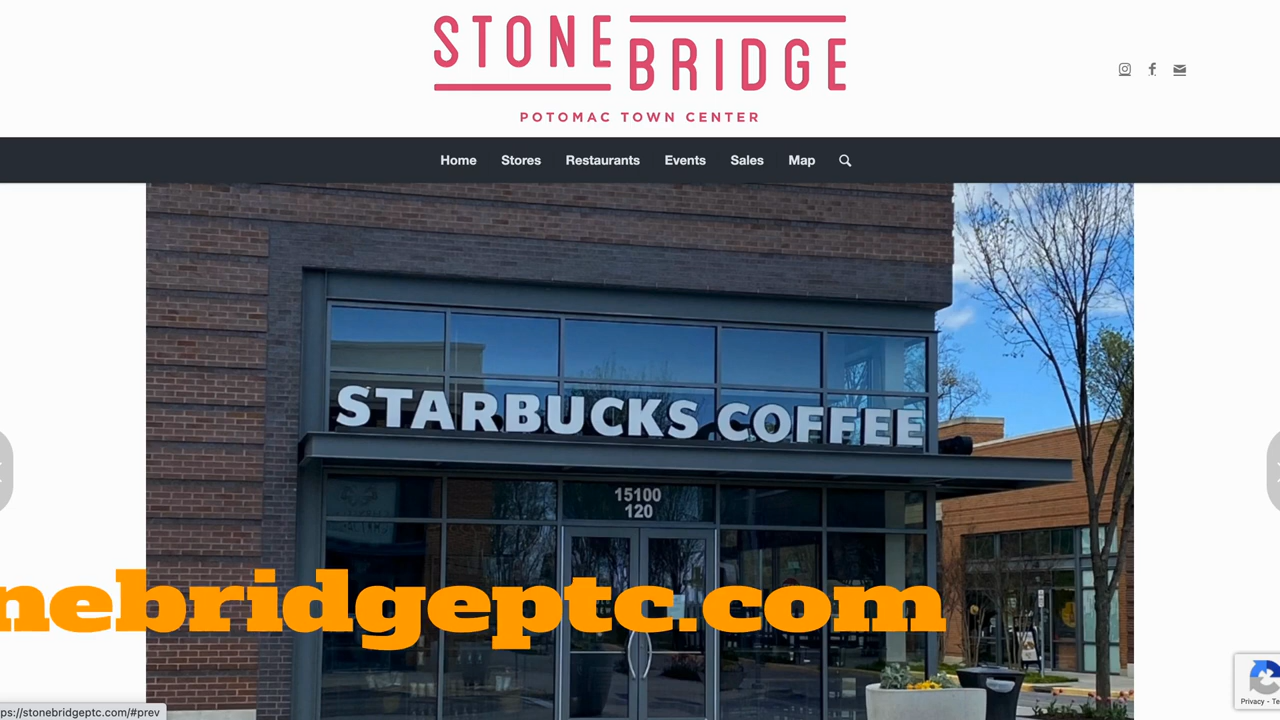 STONE BRIDGE
POTOMAC TOWN CENTER
Home Stores Restaurants Events Sales Map
STARBUCKS COFFEE
15100
120
nebridgeptc.com
ps://stonebridgeptc.com/#prev
Privacy - Te